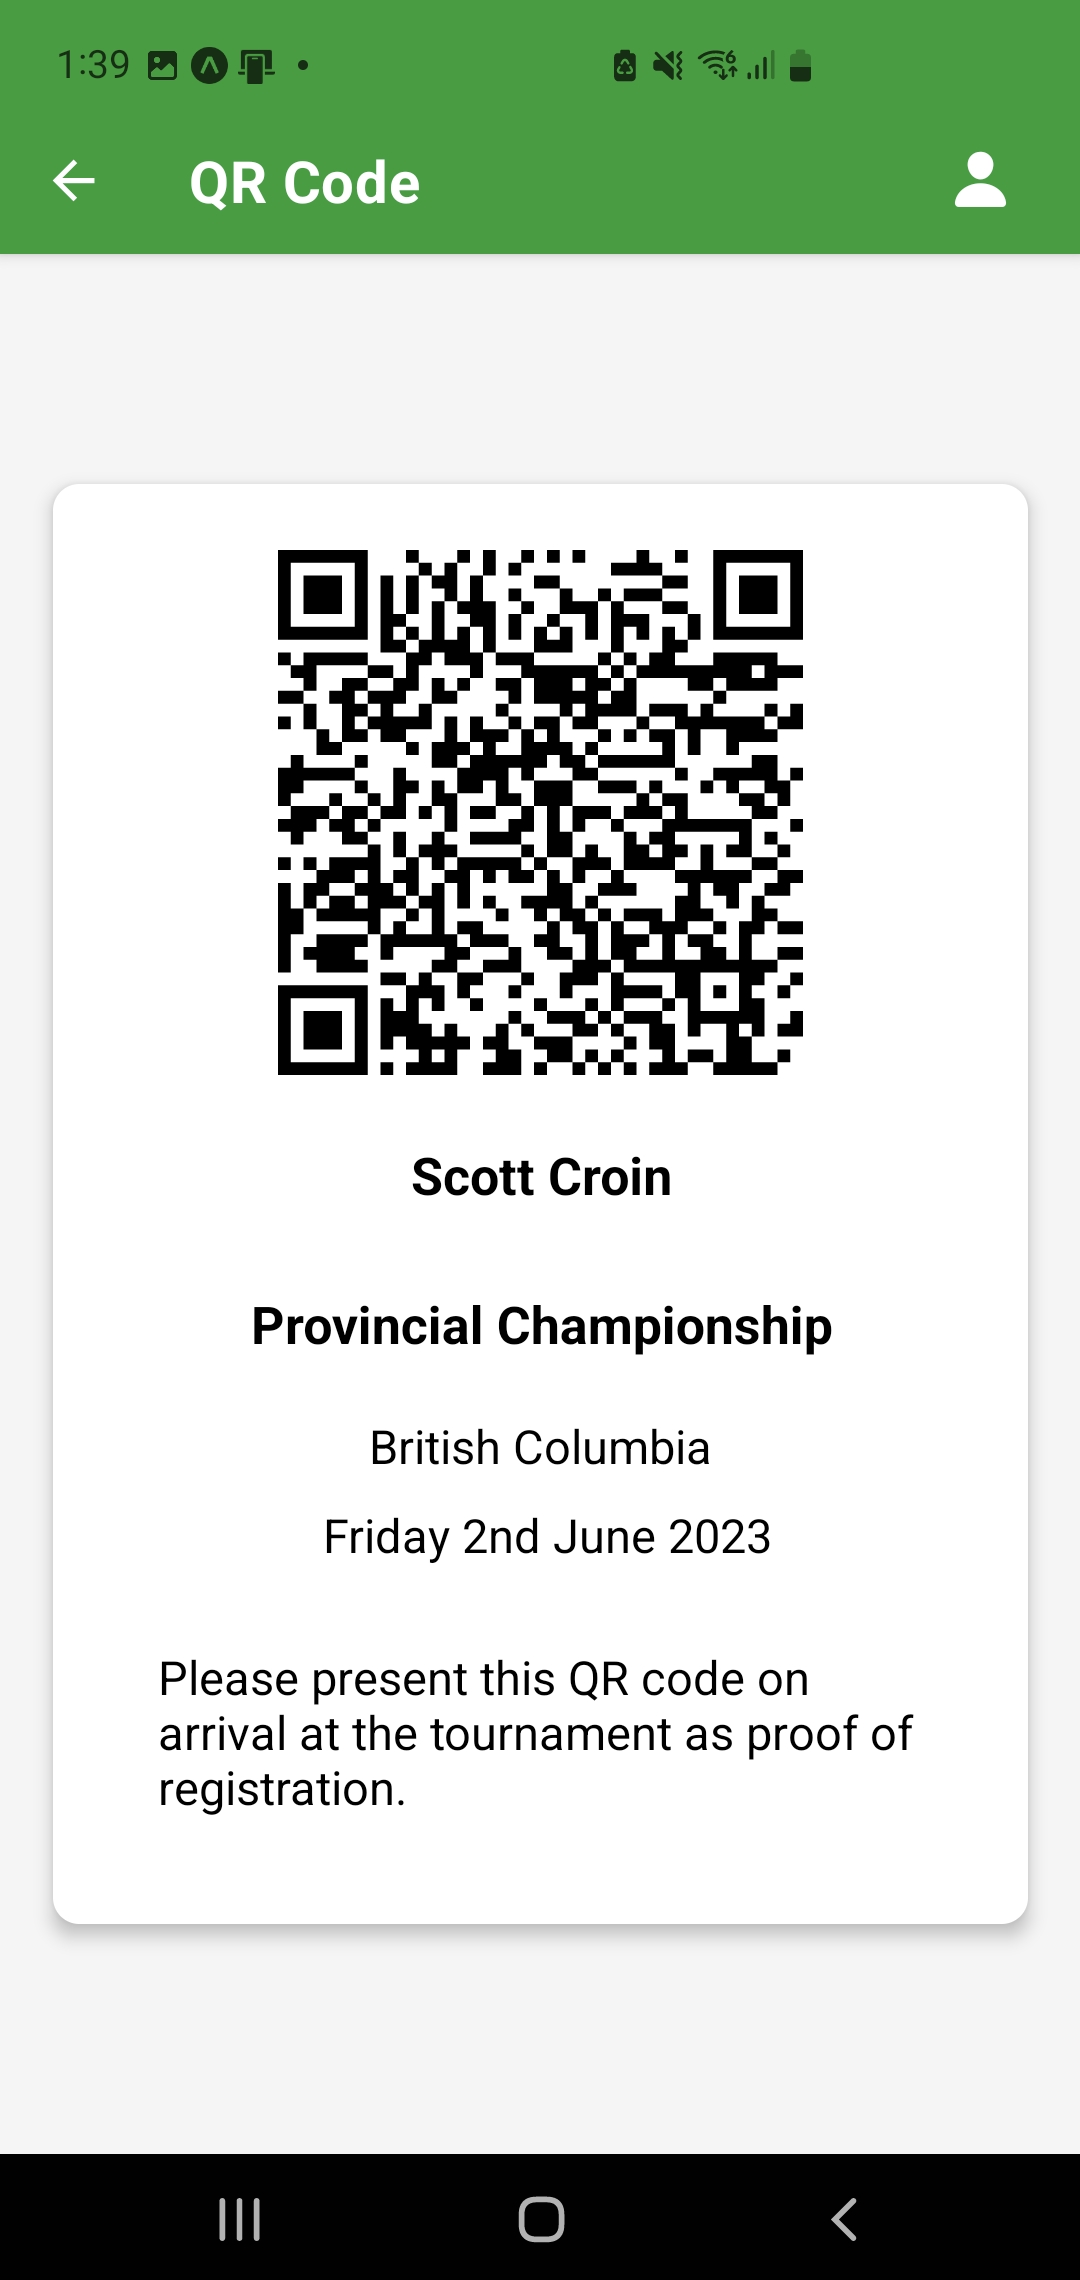 1:39
QR Code
Scott Croin
Provincial Championship
British Columbia
Friday 2nd June 2023
Please present this QR code on
arrival at the tournament as proof of
registration.